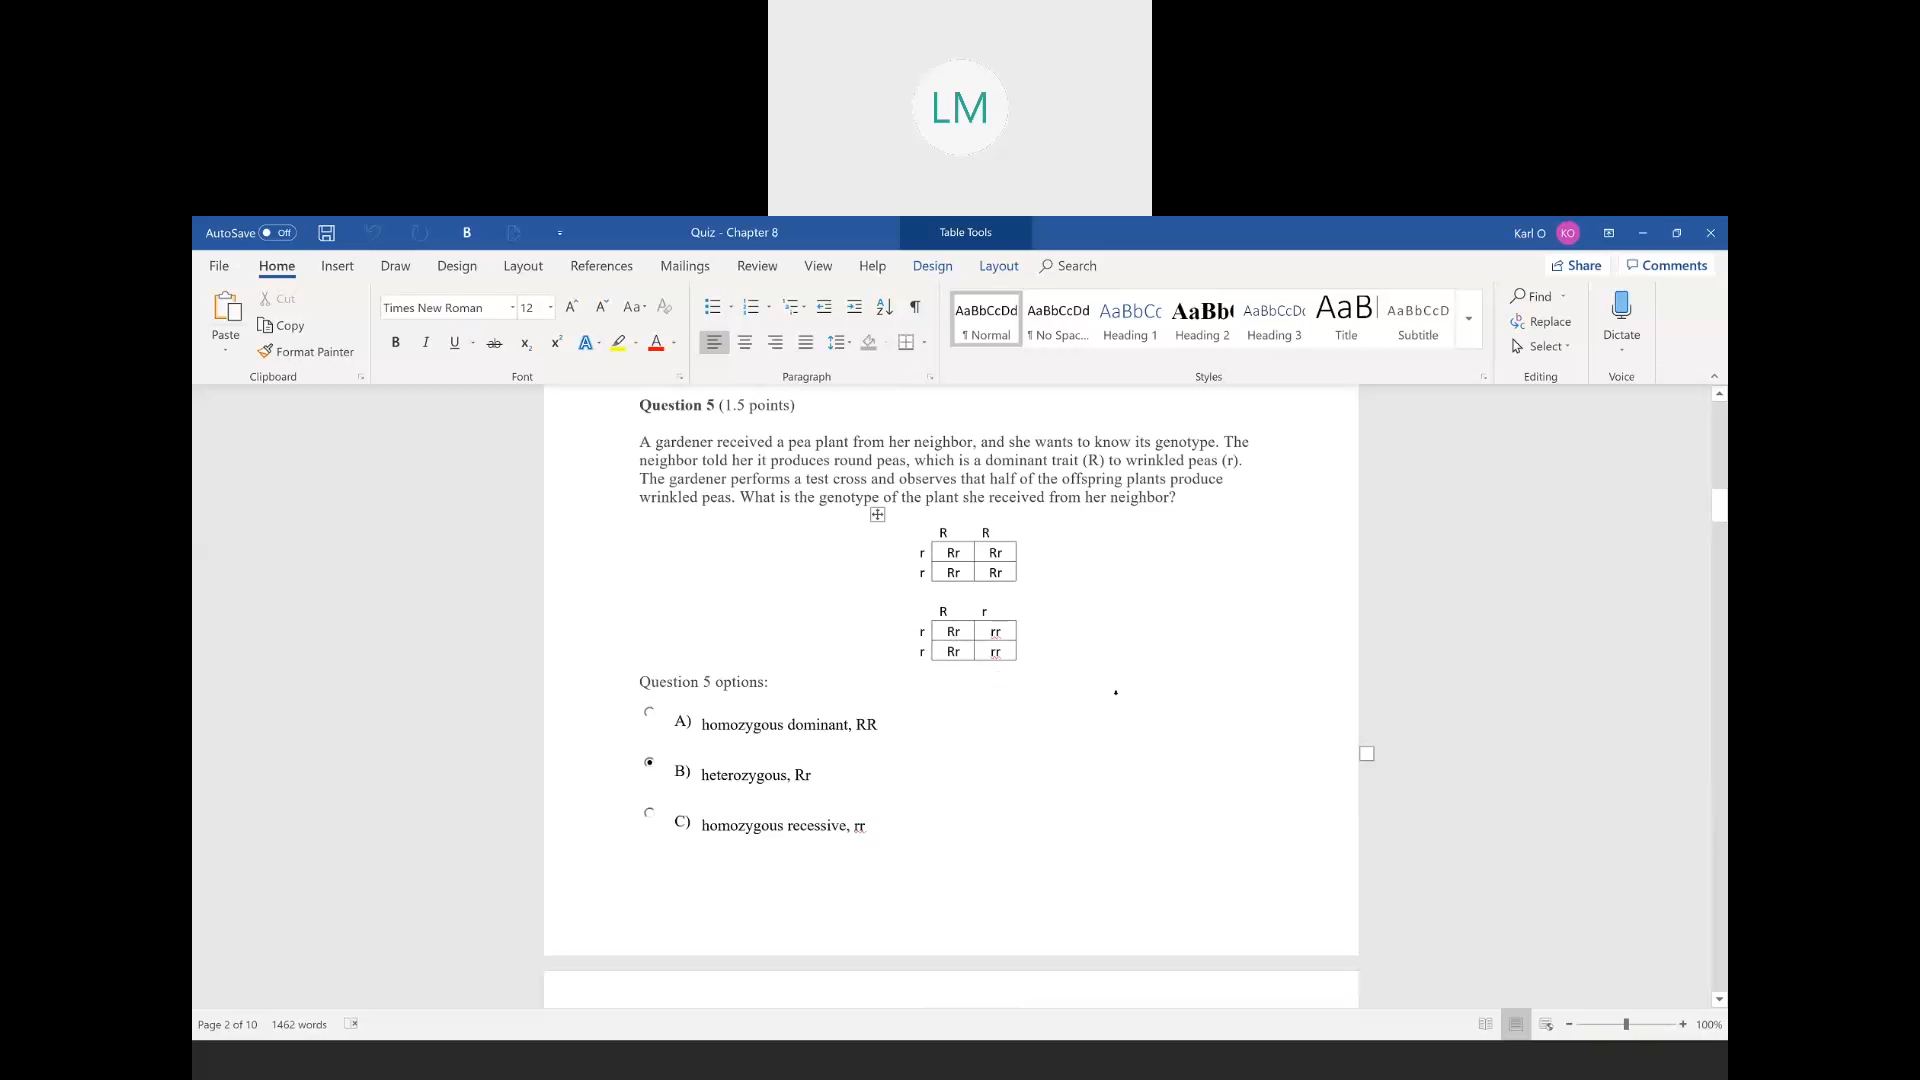 LM
AutoSave Off B Quiz - Chapter 8 Table Tools Karl O KO
File Home Insert Draw Design Layout References Mailings Review View Help Design Layout Search Share Comments
Paste Cut Copy Format Painter
Clipboard
Times New Roman 12 Aa
B I U ab x₂ x² A A
Font
Paragraph
AaBbCcDd AaBbCcDd AaBbCc AaBb( AaBbCcDc AaB AaBbCcD
¶ Normal ¶ No Spac... Heading 1 Heading 2 Heading 3 Title Subtitle
Styles
Find
Replace
Select
Editing
Dictate
Voice
Question 5 (1.5 points)
A gardener received a pea plant from her neighbor, and she wants to know its genotype. The
neighbor told her it produces round peas, which is a dominant trait (R) to wrinkled peas (r).
The gardener performs a test cross and observes that half of the offspring plants produce
wrinkled peas. What is the genotype of the plant she received from her neighbor?
R R
r Rr Rr
r Rr Rr
R r
r Rr rr
r Rr rr
Question 5 options:
A) homozygous dominant, RR
B) heterozygous, Rr
C) homozygous recessive, rr
Page 2 of 10 1462 words 100%